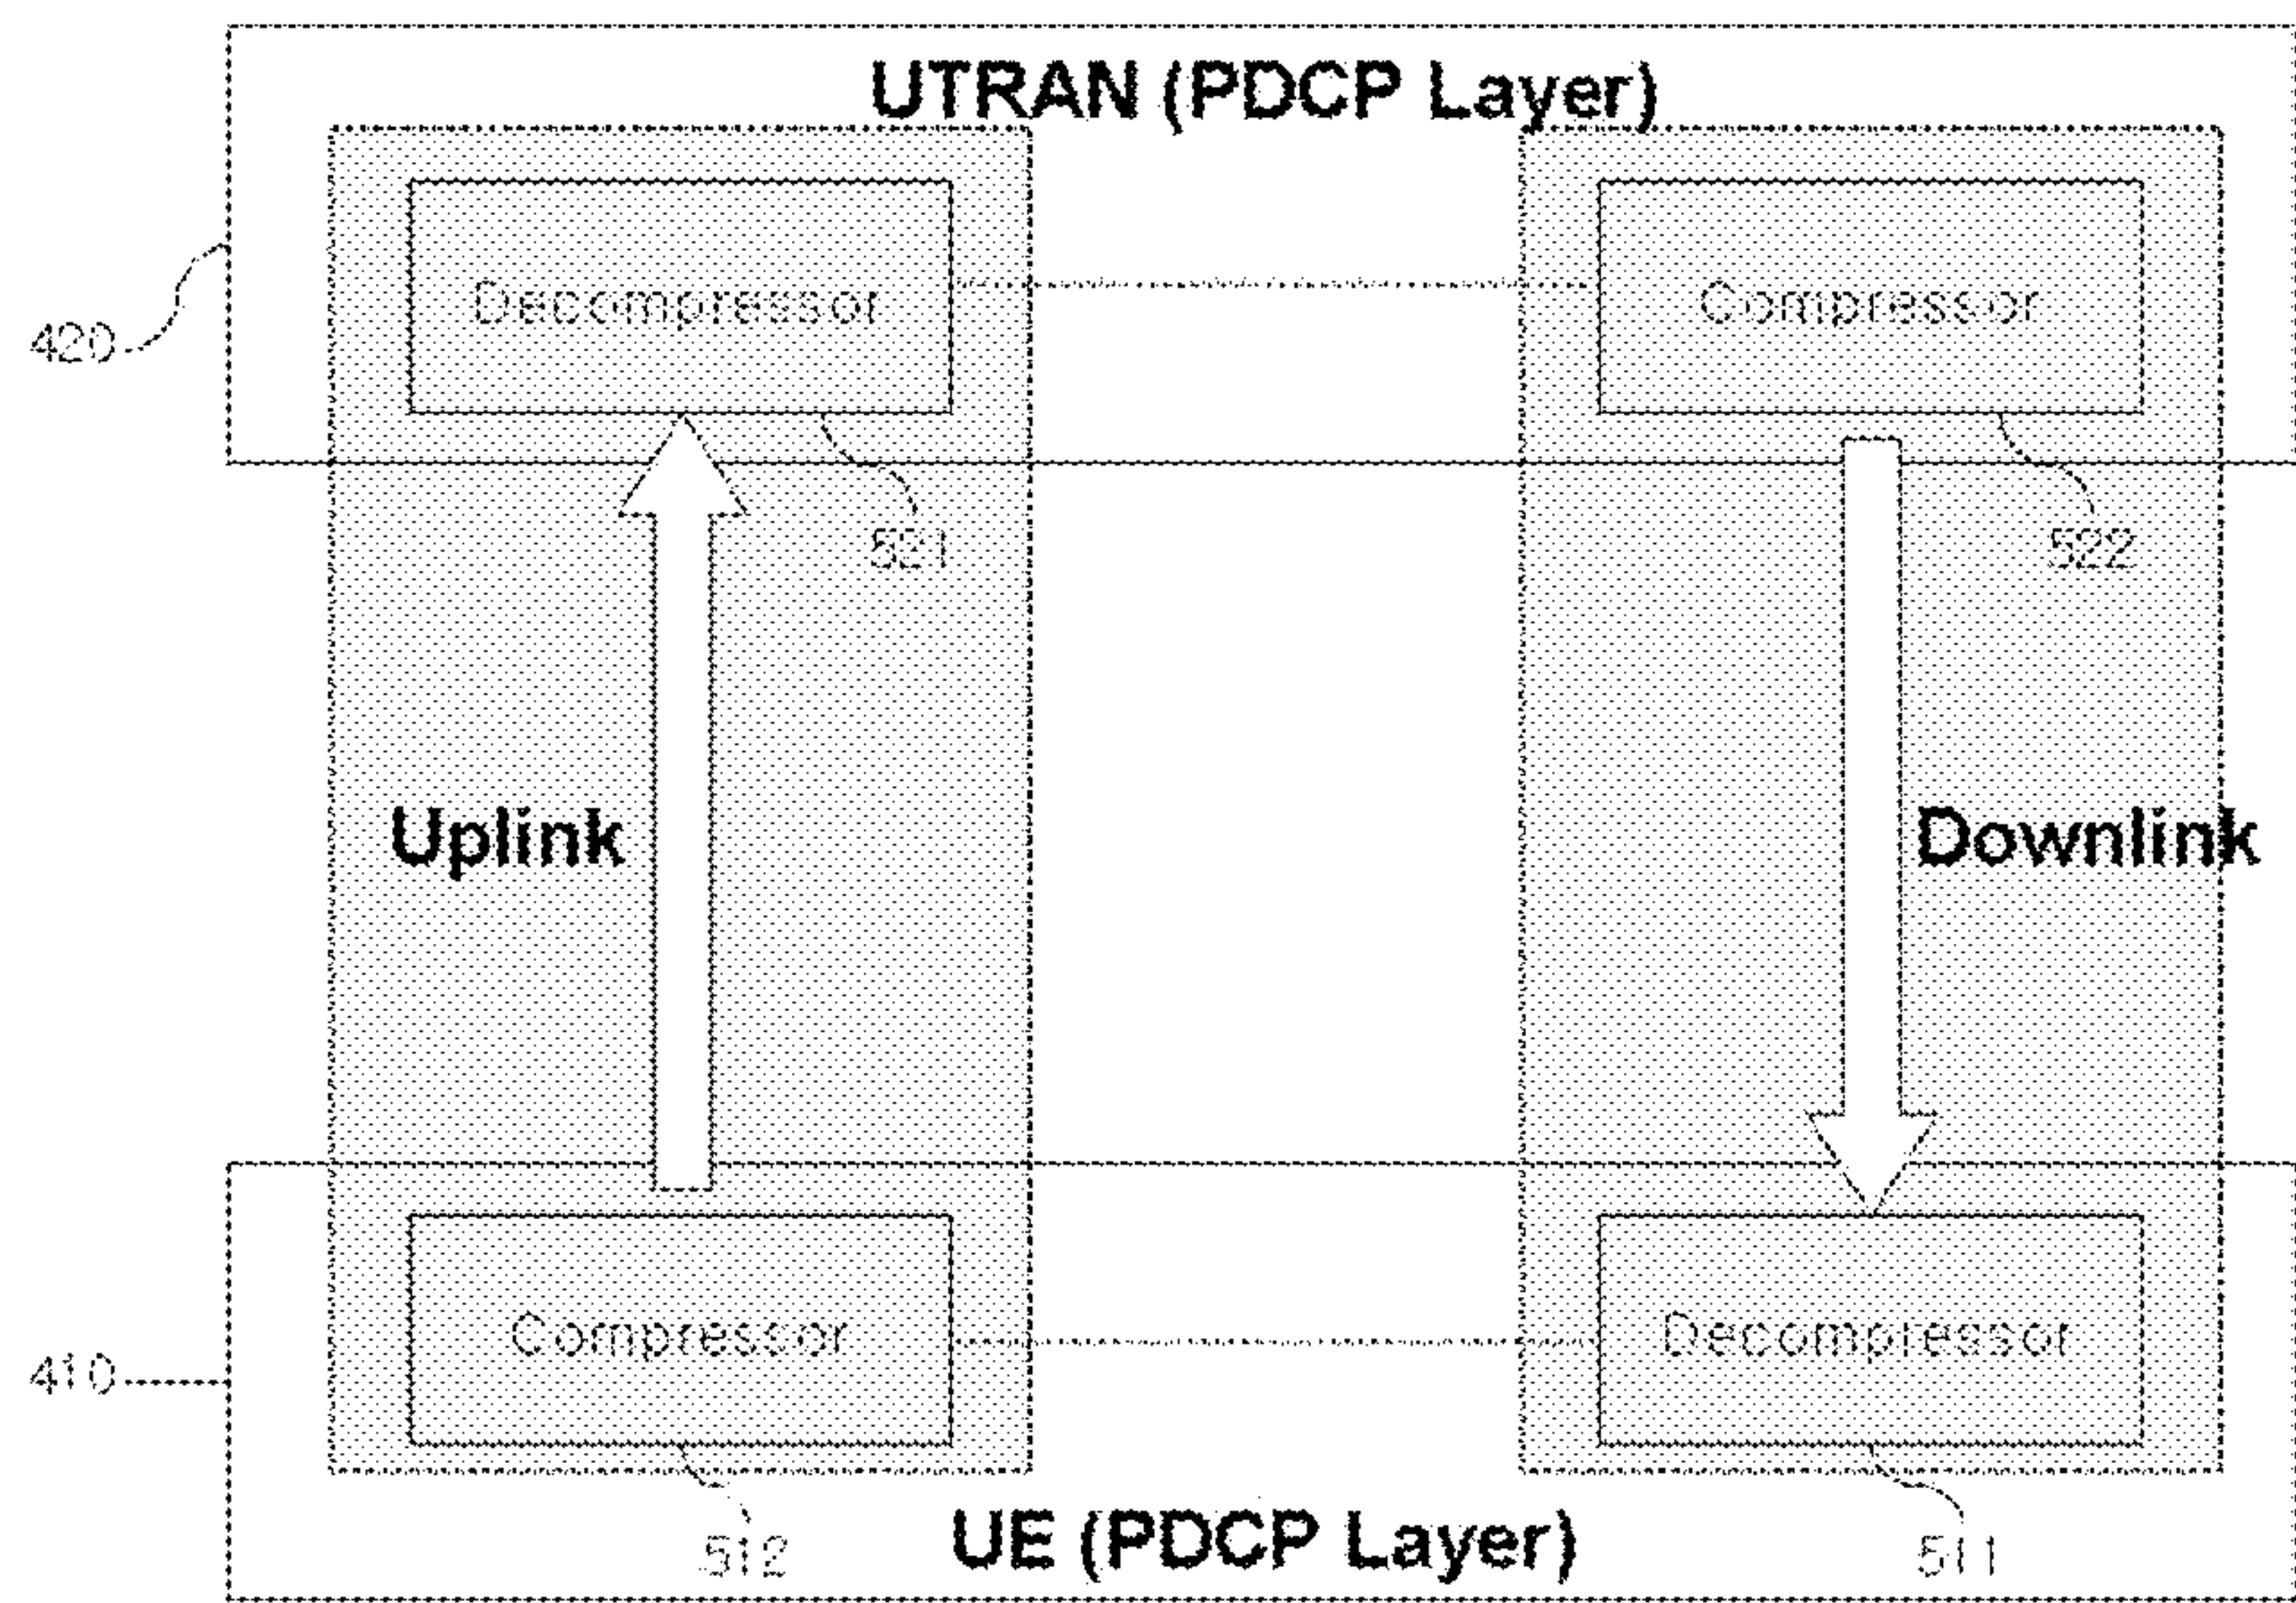 UTRAN (PDCP Layer)
Decompressor
Compressor
420
521
522
Uplink
Downlink
Compressor
Decompressor
410
512
511
UE (PDCP Layer)